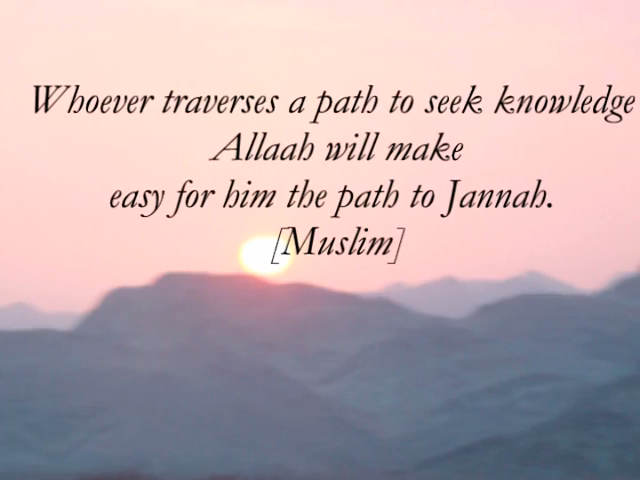 Whoever traverses a path to seek knowledge
Allaah will make
easy for him the path to Jannah.
[Muslim]